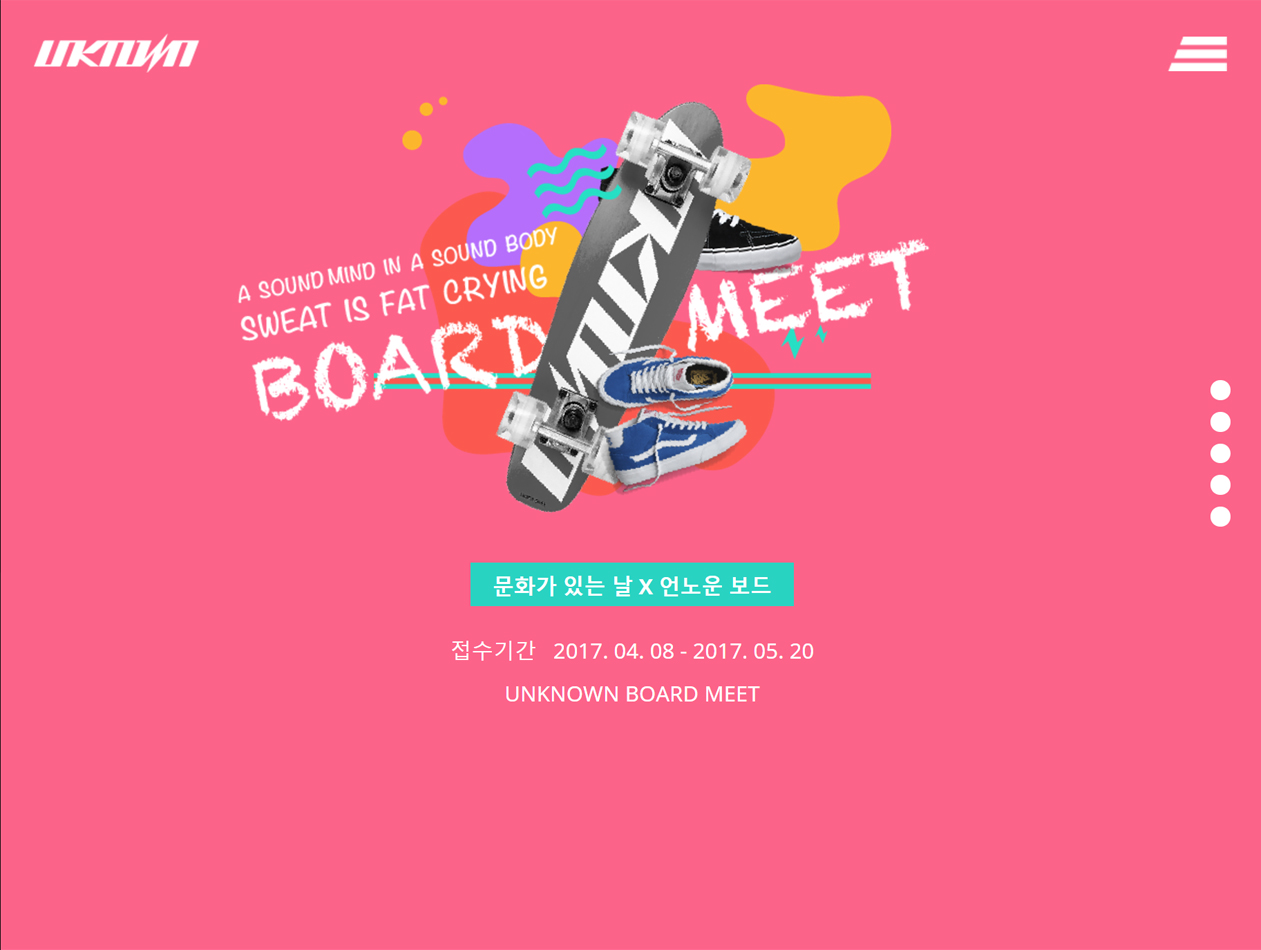 UKNOWN
A SOUND MIND IN A SOUND BODY
SWEAT IS FAT CRYING
BOARD MEET
문화가 있는 날 X 언노운 보드
접수기간 2017. 04. 08 - 2017. 05. 20
UNKNOWN BOARD MEET